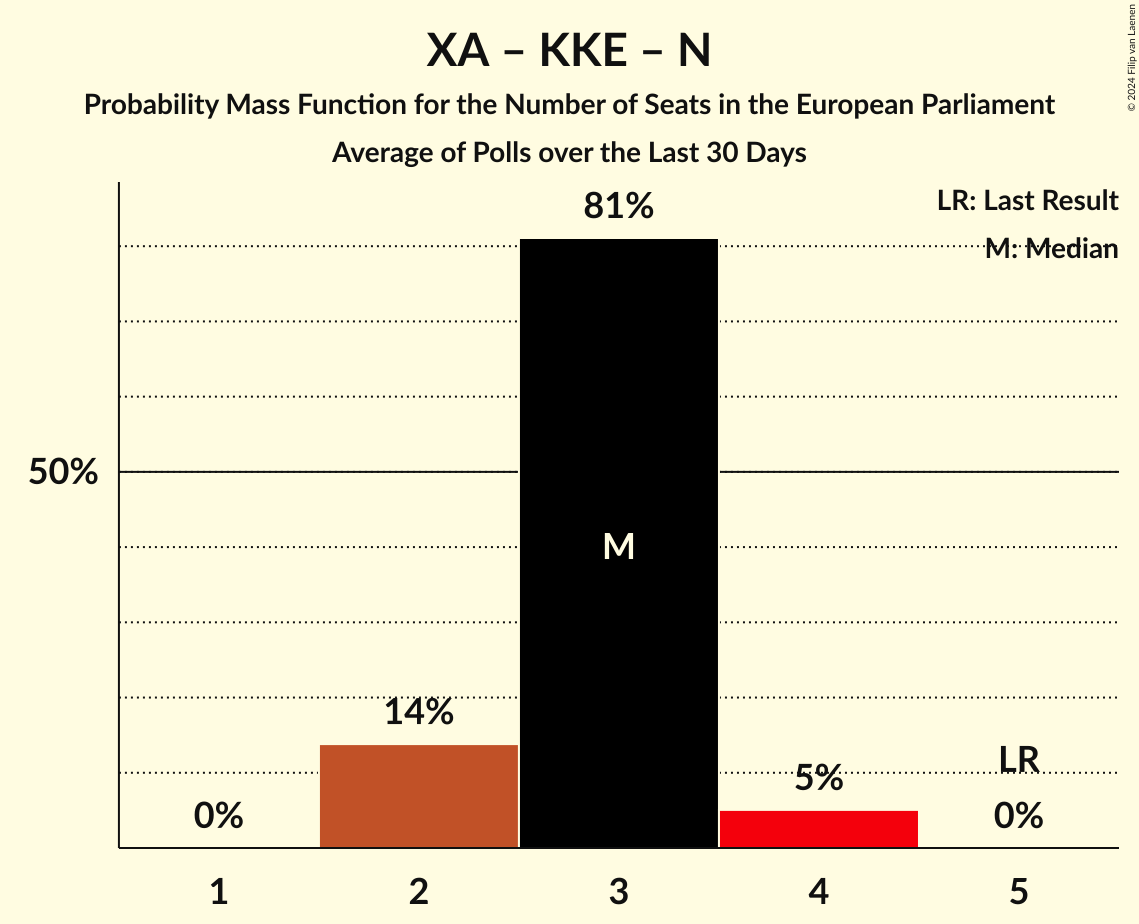 XA – KKE – N
Probability Mass Function for the Number of Seats in the European Parliament
Average of Polls over the Last 30 Days
© 2024 Filip van Laenen
LR: Last Result
M: Median
81%
50%
M
14%
LR
5%
0%
0%
1
2
3
4
5